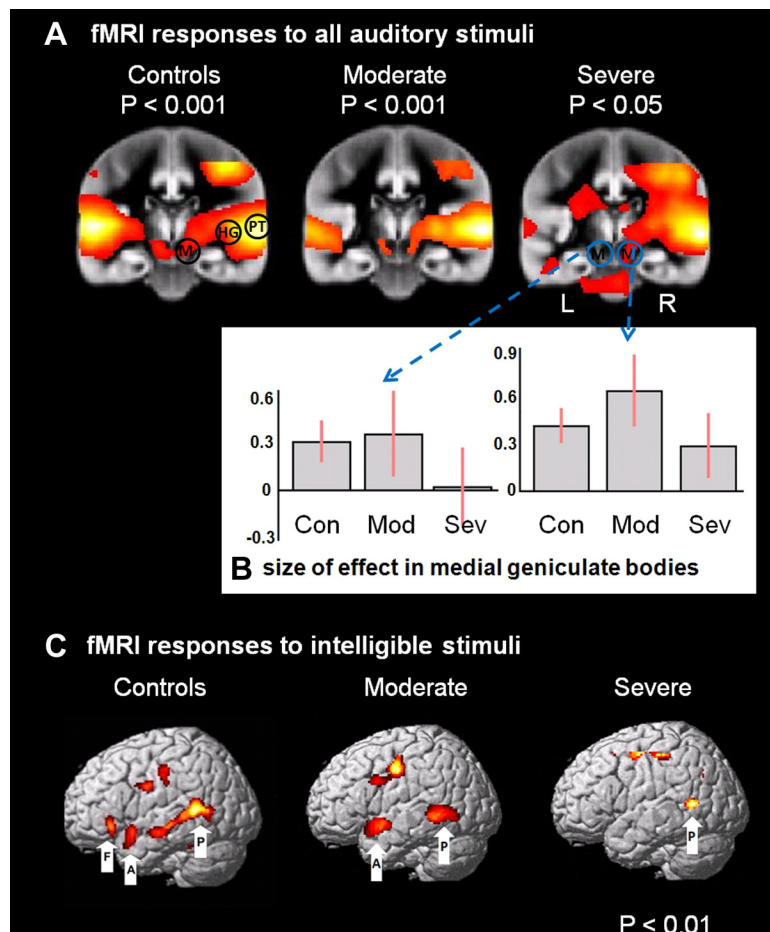 A fMRI responses to all auditory stimuli
Controls Moderate Severe
P < 0.001 P < 0.001 P < 0.05
HG PT
M M M
L R
0.9
0.6 0.6
0.3 0.3
0 0
-0.3
Con Mod Sev Con Mod Sev
B size of effect in medial geniculate bodies
C fMRI responses to intelligible stimuli
Controls Moderate Severe
F A P A P P
P < 0.01